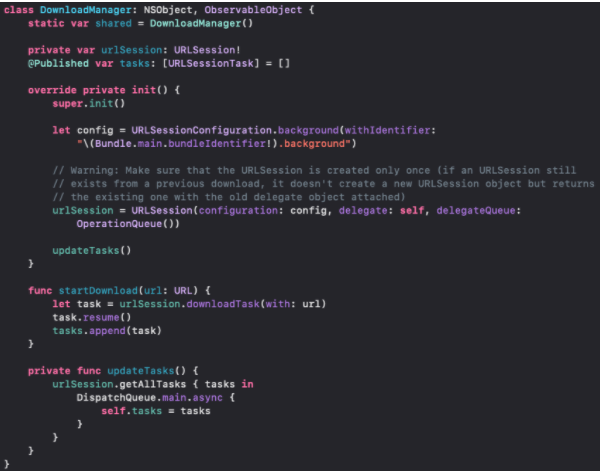 class DownloadManager: NSObject, ObservableObject {
    static var shared = DownloadManager()

    private var urlSession: URLSession!
    @Published var tasks: [URLSessionTask] = []

    override private init() {
        super.init()

        let config = URLSessionConfiguration.background(withIdentifier:
            "\(Bundle.main.bundleIdentifier!).background")

        // Warning: Make sure that the URLSession is created only once (if an URLSession still
        // exists from a previous download, it doesn't create a new URLSession object but returns
        // the existing one with the old delegate object attached)
        urlSession = URLSession(configuration: config, delegate: self, delegateQueue:
            OperationQueue())

        updateTasks()
    }

    func startDownload(url: URL) {
        let task = urlSession.downloadTask(with: url)
        task.resume()
        tasks.append(task)
    }

    private func updateTasks() {
        urlSession.getAllTasks { tasks in
            DispatchQueue.main.async {
                self.tasks = tasks
            }
        }
    }
}